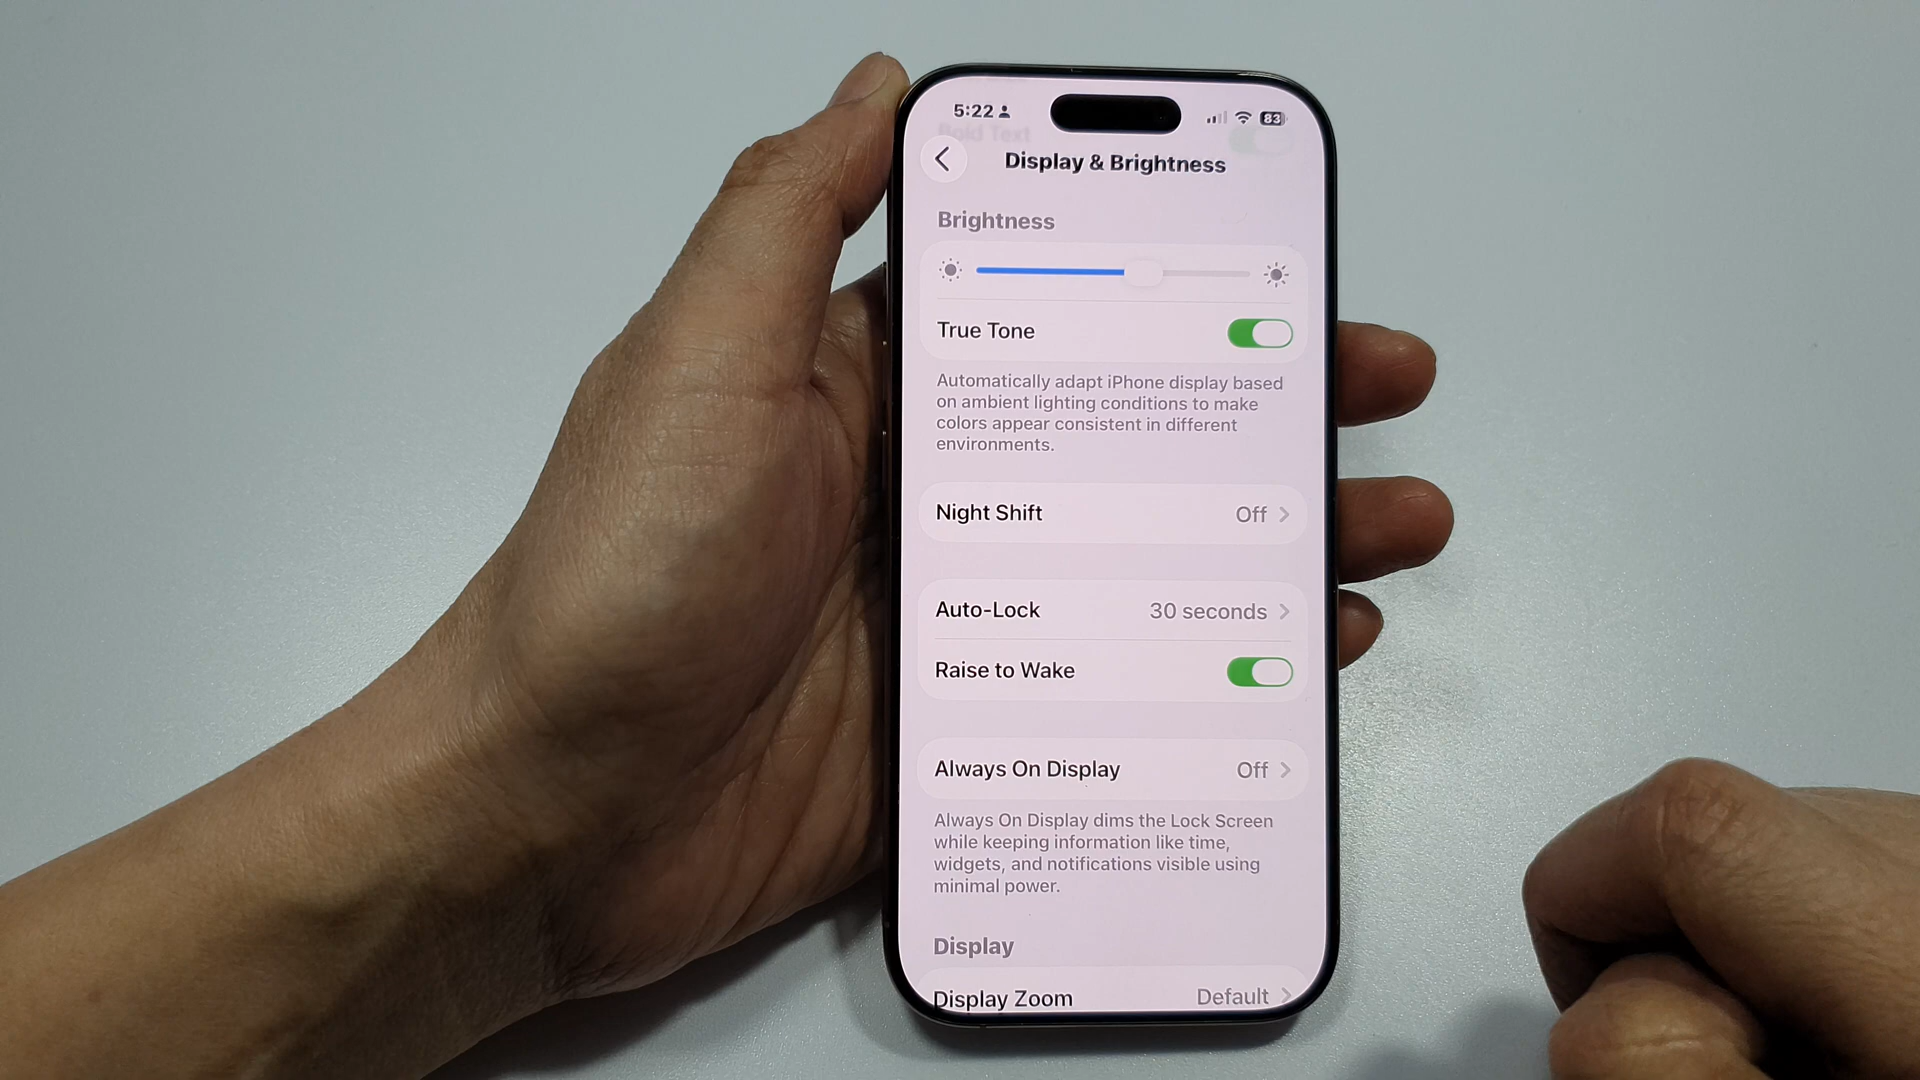 5:22
83
Bold Text
Display & Brightness
Brightness
True Tone
Automatically adapt iPhone display based
on ambient lighting conditions to make
colors appear consistent in different
environments.
Night Shift Off
Auto-Lock 30 seconds
Raise to Wake
Always On Display Off
Always On Display dims the Lock Screen
while keeping information like time,
widgets, and notifications visible using
minimal power.
Display
Display Zoom Default